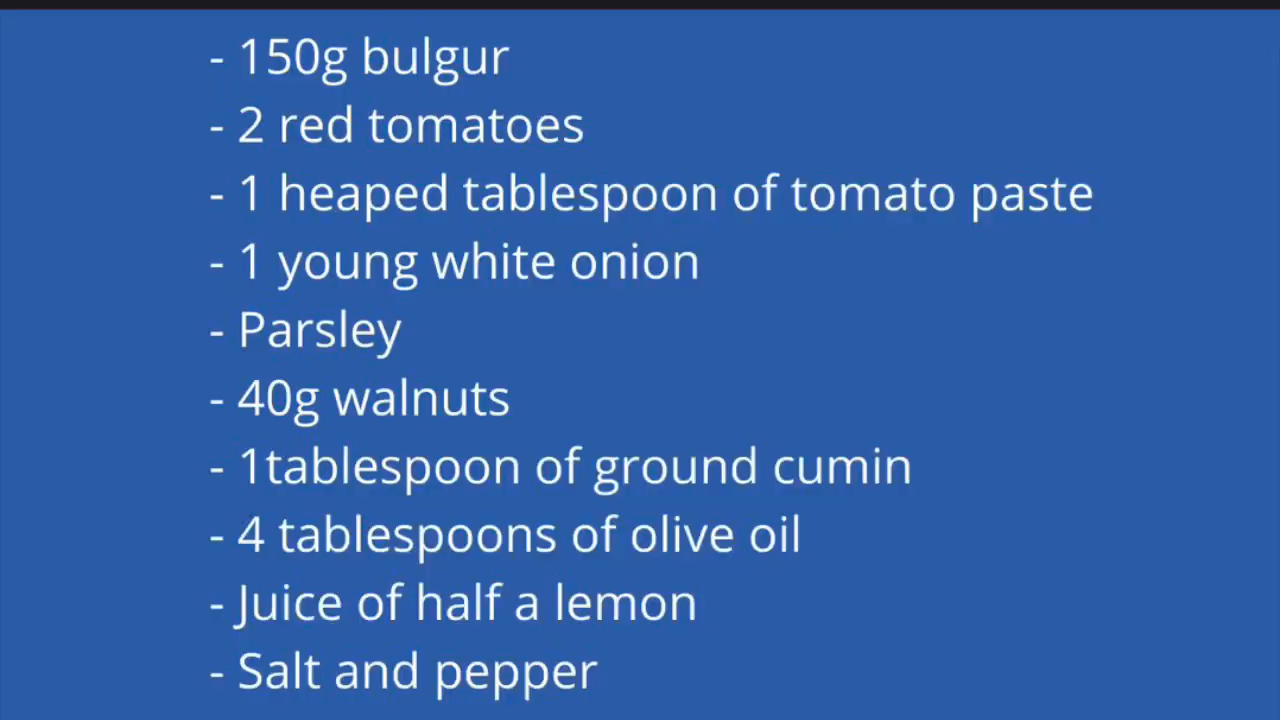 - 150g bulgur
- 2 red tomatoes
- 1 heaped tablespoon of tomato paste
- 1 young white onion
- Parsley
- 40g walnuts
- 1tablespoon of ground cumin
- 4 tablespoons of olive oil
- Juice of half a lemon
- Salt and pepper